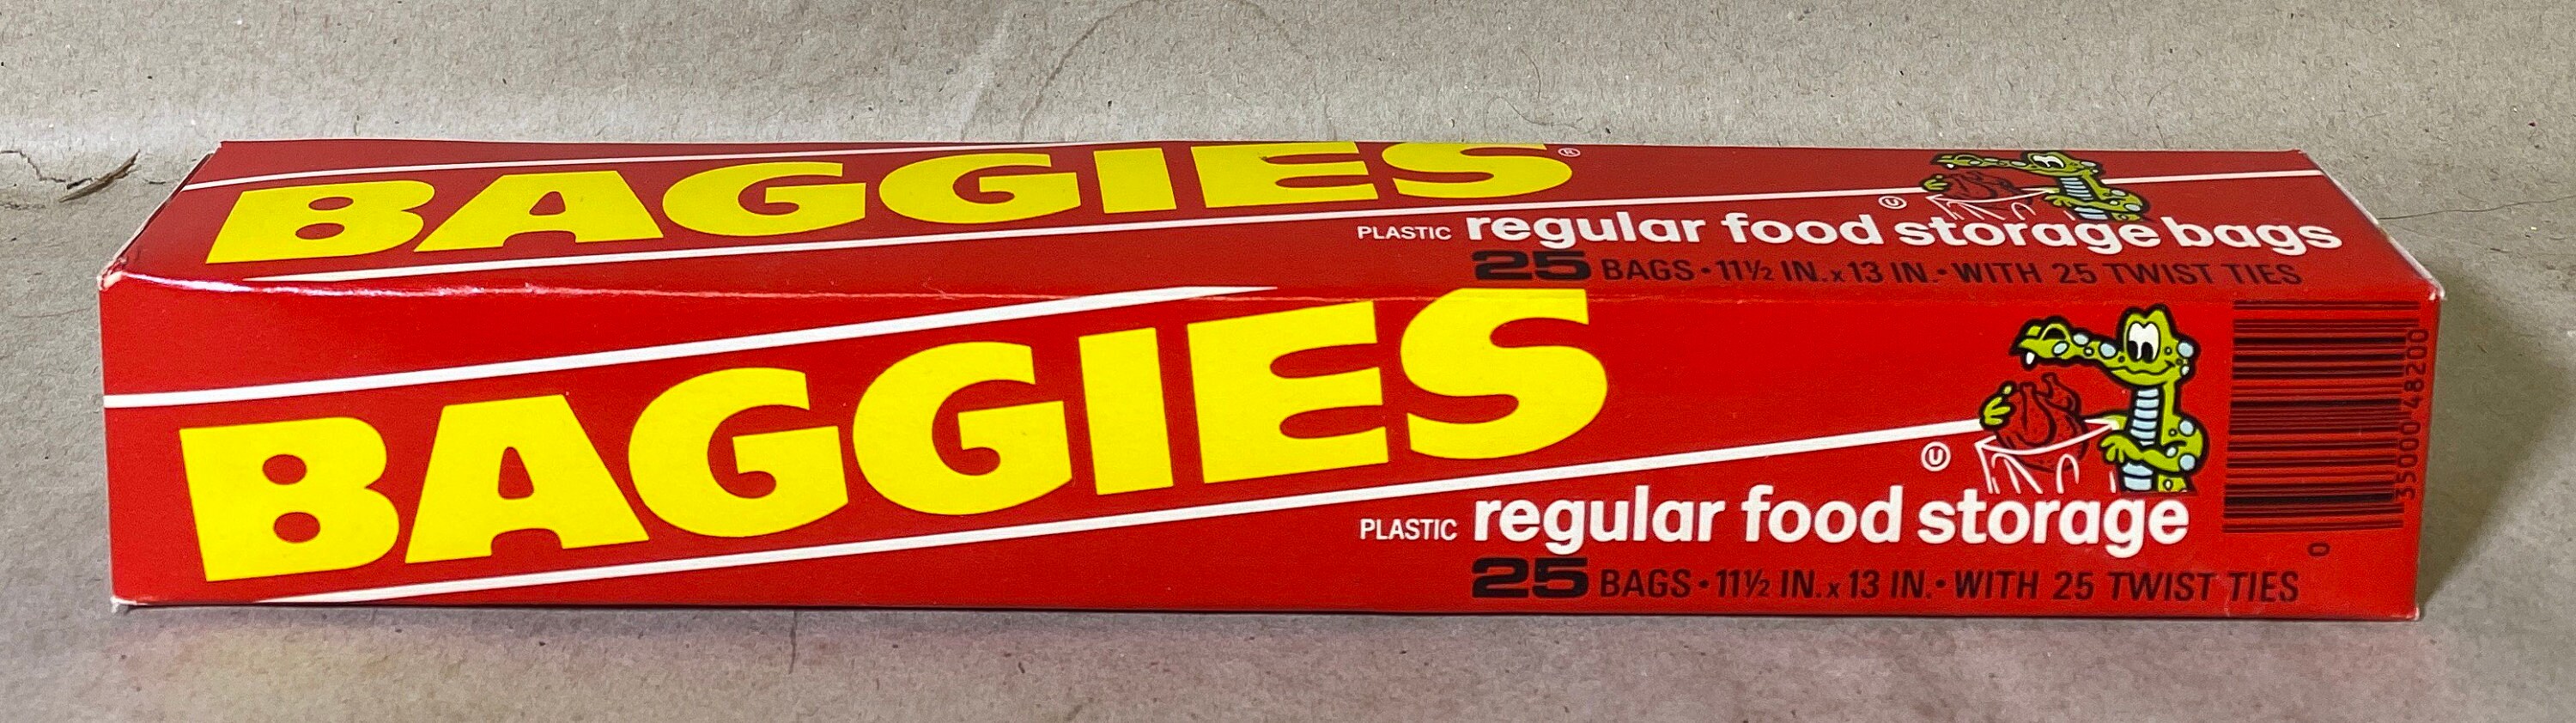 BAGGIES®
Ⓤ
PLASTIC regular food storage bags
25 BAGS • 11½ IN. x 13 IN. • WITH 25 TWIST TIES
BAGGIES
Ⓤ
PLASTIC regular food storage
25 BAGS • 11½ IN. x 13 IN. • WITH 25 TWIST TIES
0 35000 48200